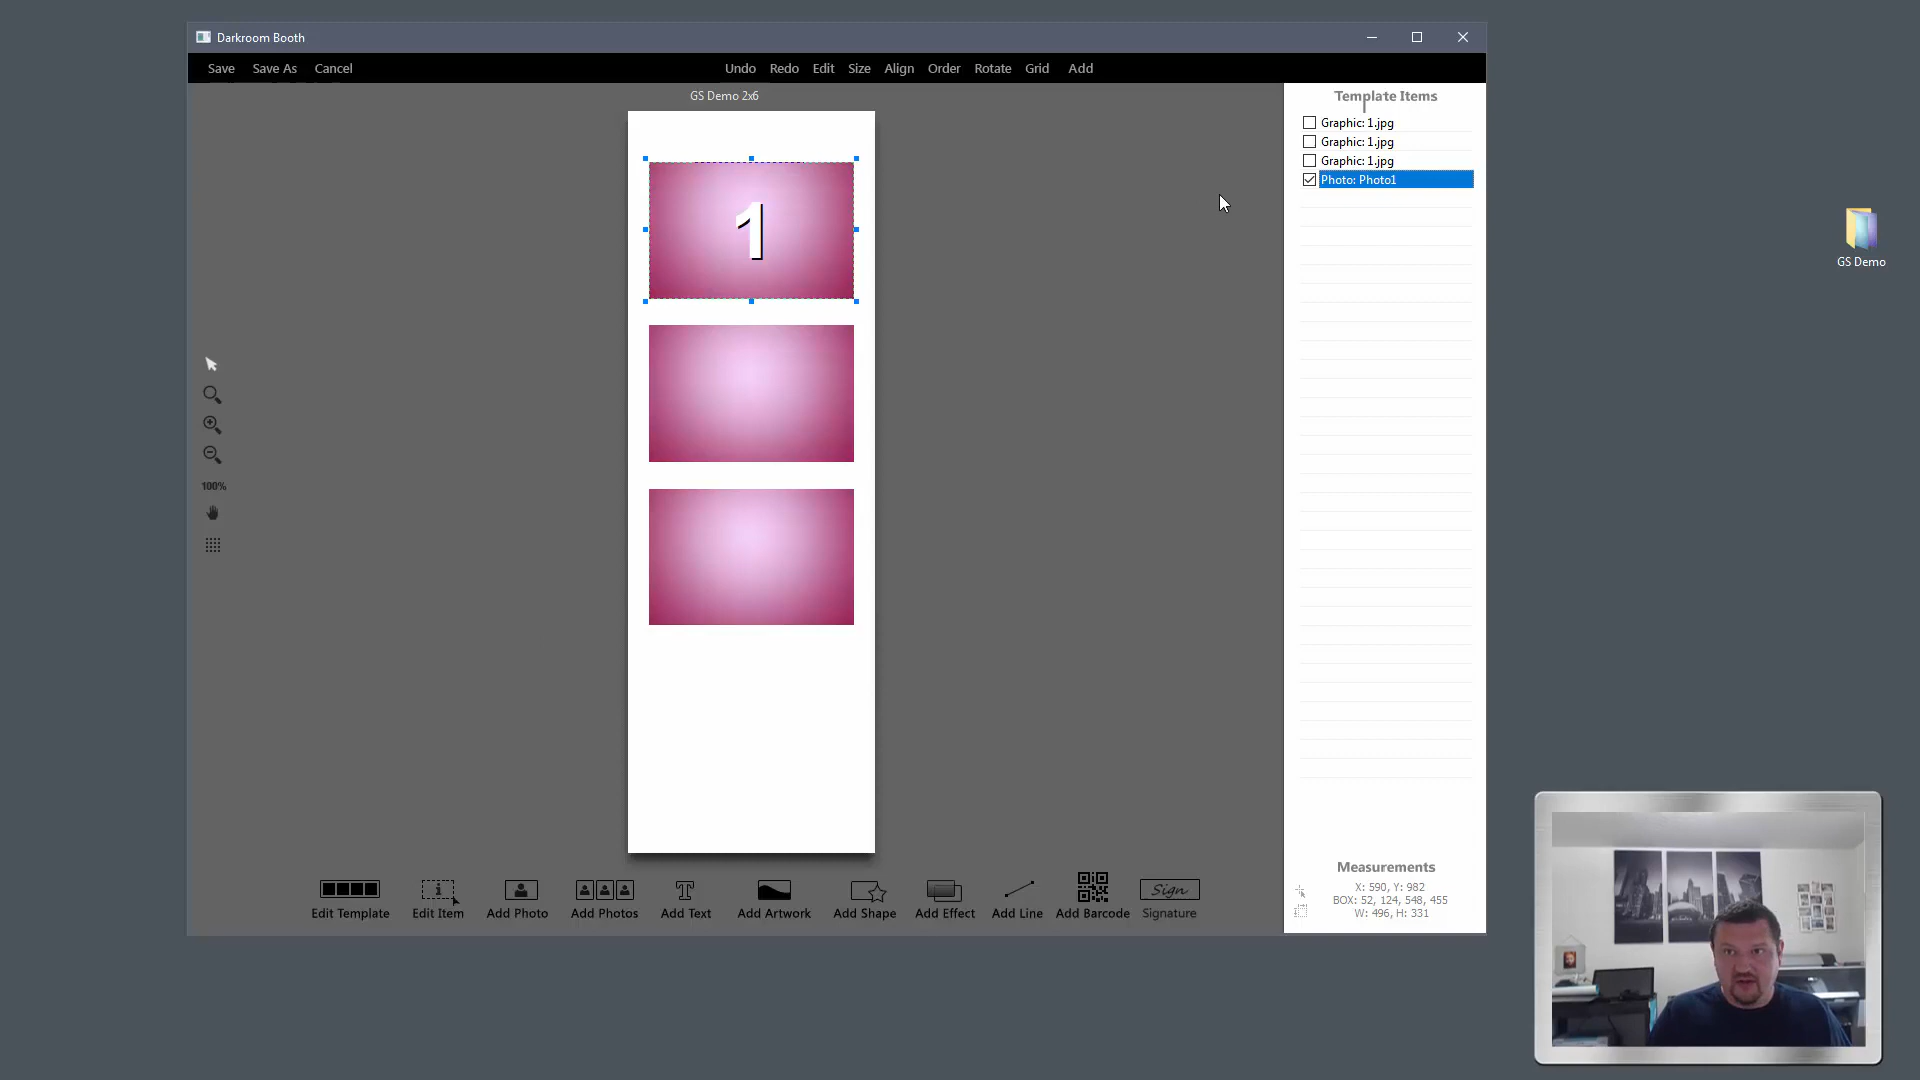 Darkroom Booth
Save Save As Cancel Undo Redo Edit Size Align Order Rotate Grid Add
GS Demo 2x6
1
Template Items
Graphic: 1.jpg
Graphic: 1.jpg
Graphic: 1.jpg
Photo: Photo1
GS Demo
100%
Edit Template Edit Item Add Photo Add Photos Add Text Add Artwork Add Shape Add Effect Add Line Add Barcode Sign Signature
Measurements
X: 590, Y: 982
BOX: 52, 124, 548, 455
W: 496, H: 331